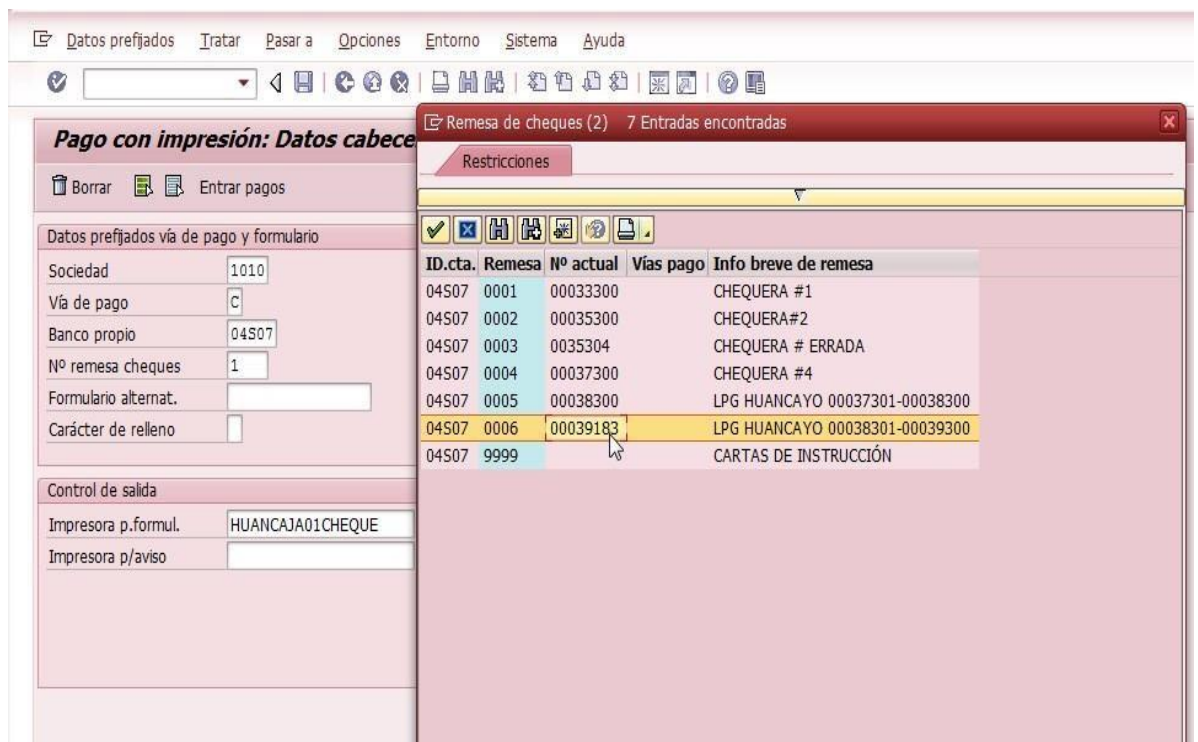 Datos prefijados Tratar Pasar a Opciones Entorno Sistema Ayuda
Pago con impresión: Datos cabece
Borrar Entrar pagos
Datos prefijados vía de pago y formulario
Sociedad 1010
Vía de pago C
Banco propio 04S07
Nº remesa cheques 1
Formulario alternat.
Carácter de relleno
Control de salida
Impresora p.formul. HUANCAJA01CHEQUE
Impresora p/aviso
Remesa de cheques (2) 7 Entradas encontradas
Restricciones
ID.cta. Remesa Nº actual Vías pago Info breve de remesa
04S07 0001 00033300 CHEQUERA #1
04S07 0002 00035300 CHEQUERA#2
04S07 0003 0035304 CHEQUERA # ERRADA
04S07 0004 00037300 CHEQUERA #4
04S07 0005 00038300 LPG HUANCAYO 00037301-00038300
04S07 0006 00039183 LPG HUANCAYO 00038301-00039300
04S07 9999 CARTAS DE INSTRUCCIÓN